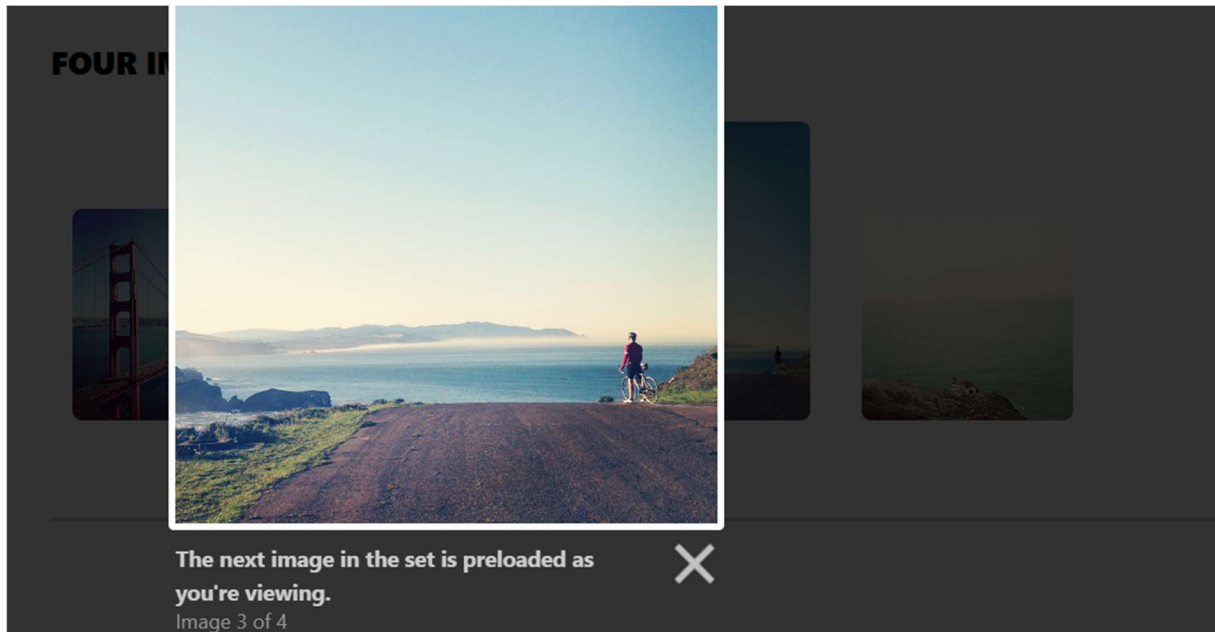 FOUR
The next image in the set is preloaded as
you're viewing.
Image 3 of 4